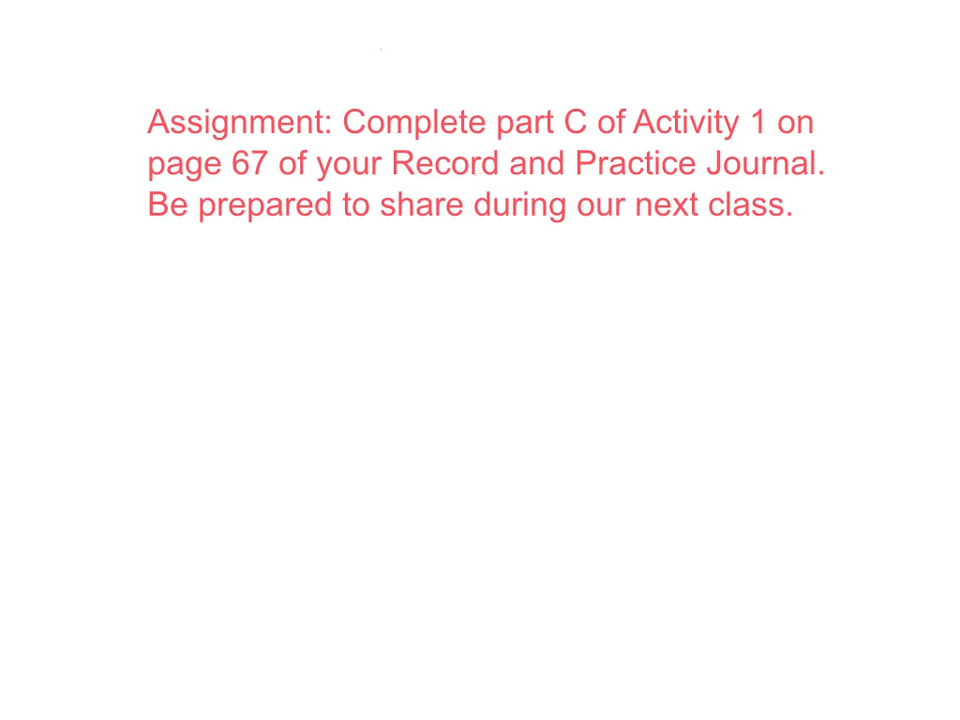 Assignment: Complete part C of Activity 1 on
page 67 of your Record and Practice Journal.
Be prepared to share during our next class.